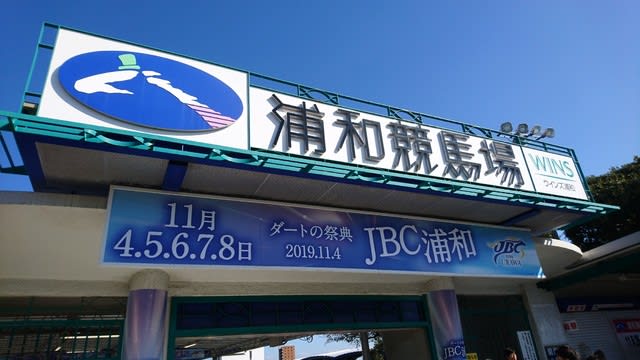 浦和競馬場
WINS
ウインズ浦和
11月
4.5.6.7.8日
ダートの祭典
2019.11.4
JBC浦和
JBC
JBC